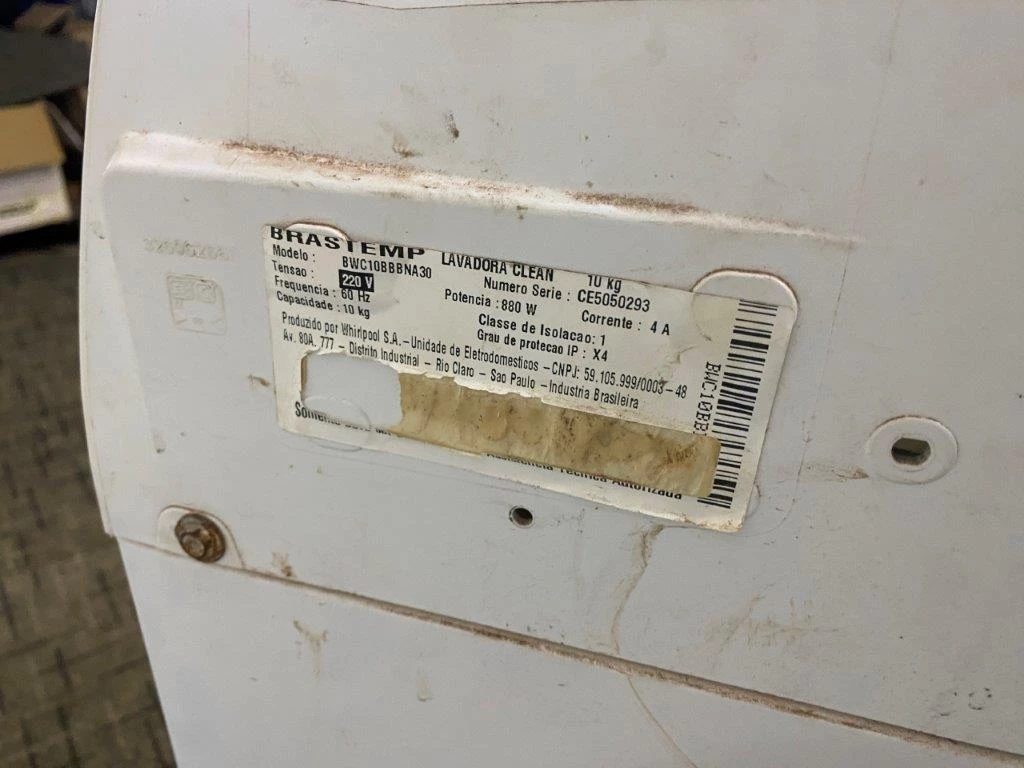 BRASTEMP LAVADORA CLEAN 10 kg
Modelo : BWC10BBBNA30 Numero Serie : CE5050293
Tensao : 220 V Potencia : 880 W Corrente : 4 A
Frequencia : 60 Hz Classe de Isolacao: 1
Capacidade : 10 kg Grau de protecao IP : X4
Produzido por Whirlpool S.A.-Unidade de Eletrodomesticos -CNPJ: 59.105.999/0003-48
Av. 80A, 777 - Distrito Industrial - Rio Claro - Sao Paulo -Industria Brasileira
Assistencia Tecnica Autorizada
BWC10BB